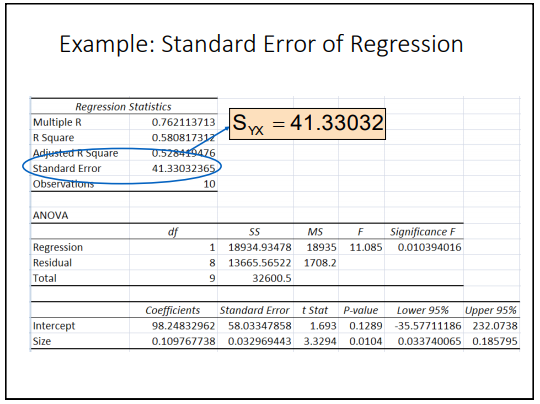 Example: Standard Error of Regression
Regression Statistics
Multiple R 0.762113713
R Square 0.580817312
Adjusted R Square 0.528419476
Standard Error 41.33032365
Observations 10
SYX = 41.33032
ANOVA
df SS MS F Significance F
Regression 1 18934.93478 18935 11.085 0.010394016
Residual 8 13665.56522 1708.2
Total 9 32600.5
Coefficients Standard Error t Stat P-value Lower 95% Upper 95%
Intercept 98.24832962 58.03347858 1.693 0.1289 -35.57711186 232.0738
Size 0.109767738 0.032969443 3.3294 0.0104 0.033740065 0.185795